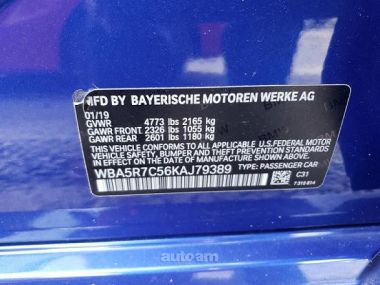 MFD BY BAYERISCHE MOTOREN WERKE AG
01/19
GVWR 4773 lbs 2165 kg
GAWR FRONT 2326 lbs 1055 kg
GAWR REAR 2601 lbs 1180 kg
THIS VEHICLE CONFORMS TO ALL APPLICABLE U.S. FEDERAL MOTOR
VEHICLE SAFETY, BUMPER, AND THEFT PREVENTION STANDARDS
IN EFFECT ON THE DATE OF MANUFACTURE SHOWN ABOVE.
WBA5R7C56KAJ79389 TYPE: PASSENGER CAR
C31
autoam